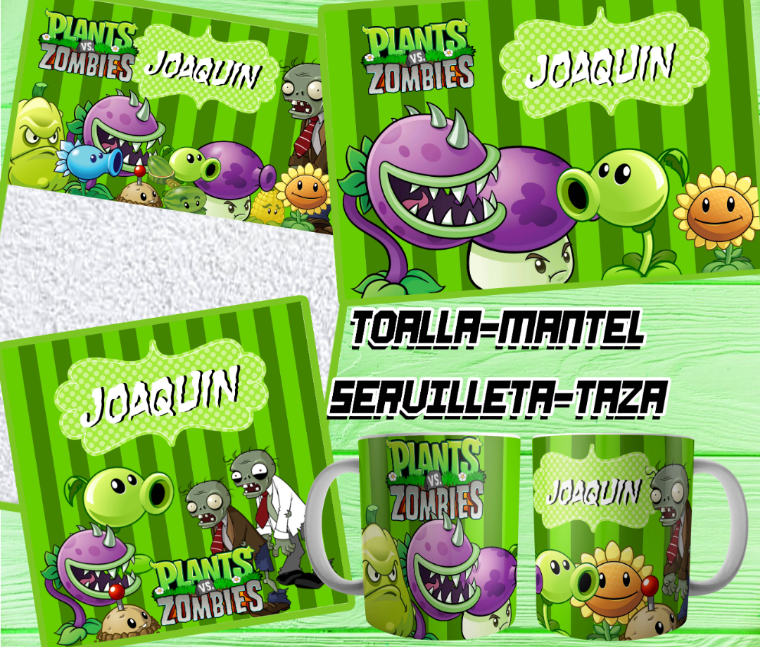 PLANTS
VS.
ZOMBIES
JOAQUIN
PLANTS
VS.
ZOMBIES
JOAQUIN
TOALLA=MANTEL
SERVILLETA=TAZA
JOAQUIN
PLANTS
VS.
ZOMBIES
PLANTS
VS.
ZOMBIES
JOAQUIN